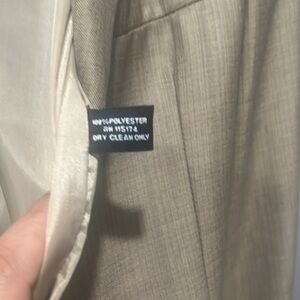 100% POLYESTER
RN 115174
DRY CLEAN ONLY